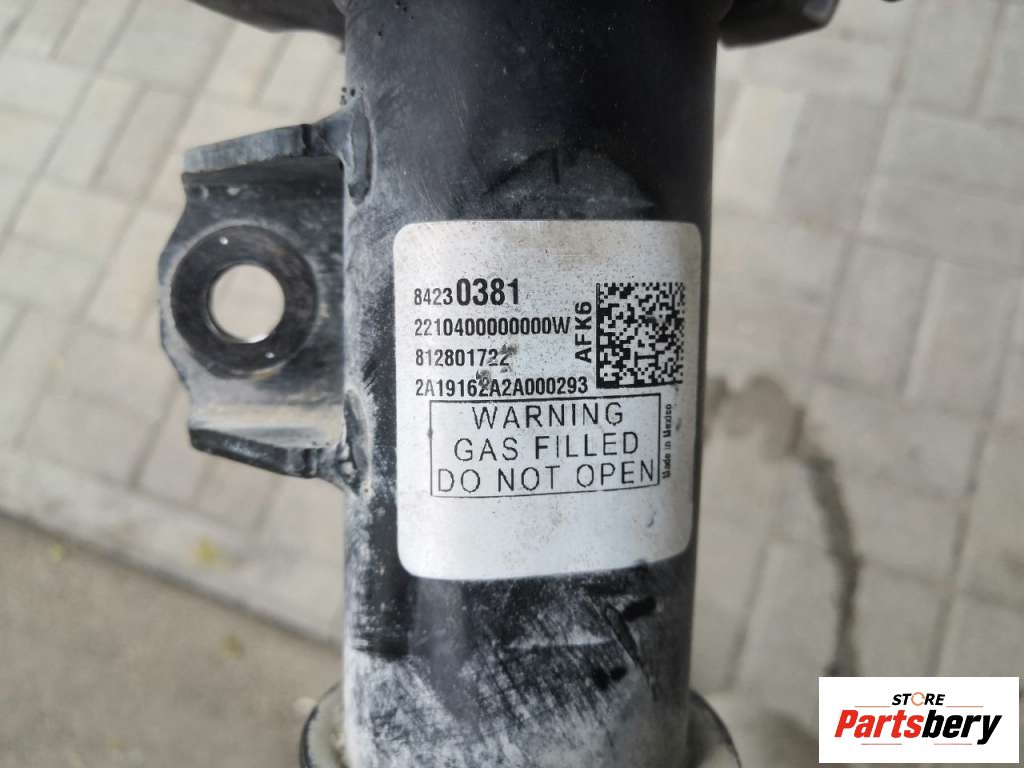 84230381
2210400000000W
812801722
2A19162A2A000293
AFK6
Made in Mexico
WARNING
GAS FILLED
DO NOT OPEN
STORE
Partsbery